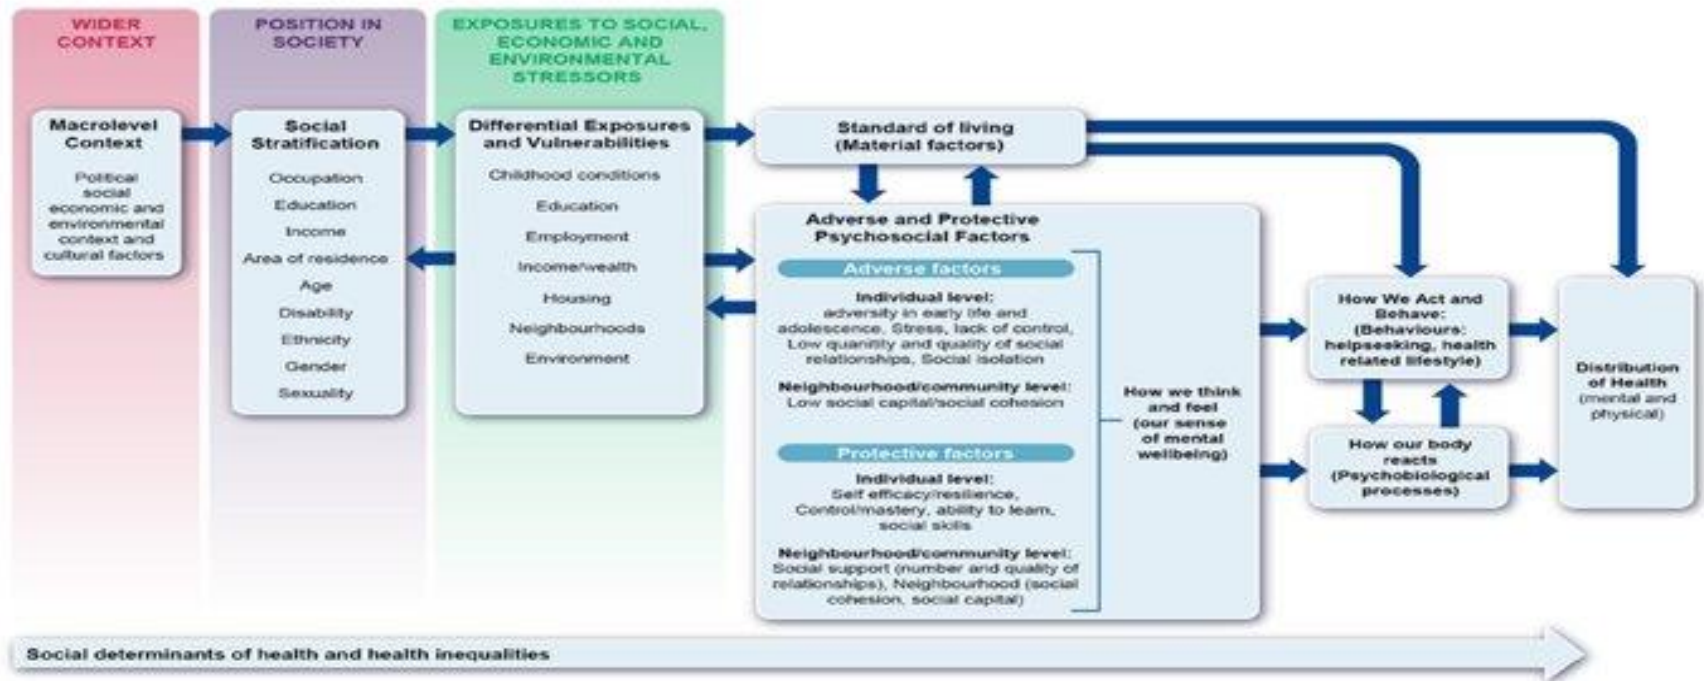 WIDER
CONTEXT
POSITION IN
SOCIETY
EXPOSURES TO SOCIAL,
ECONOMIC AND
ENVIRONMENTAL
STRESSORS
Macrolevel
Context
Political
social
economic and
environmental
context and
cultural factors
Social
Stratification
Occupation
Education
Income
Area of residence
Age
Disability
Ethnicity
Gender
Sexuality
Differential Exposures
and Vulnerabilities
Childhood conditions
Education
Employment
Income/wealth
Housing
Neighbourhoods
Environment
Standard of living
(Material factors)
Adverse and Protective
Psychosocial Factors
Adverse factors
Individual level:
adversity in early life and
adolescence, Stress, lack of control,
Low quanitity and quality of social
relationships, Social isolation
Neighbourhood/community level:
Low social capital/social cohesion
Protective factors
Individual level:
Self efficacy/resilience,
Control/mastery, ability to learn,
social skills
Neighbourhood/community level:
Social support (number and quality of
relationships), Neighbourhood (social
cohesion, social capital)
How we think
and feel
(our sense
of mental
wellbeing)
How We Act and
Behave:
(Behaviours:
helpseeking, health
related lifestyle)
How our body
reacts
(Psychobiological
processes)
Distribution
of Health
(mental and
physical)
Social determinants of health and health inequalities